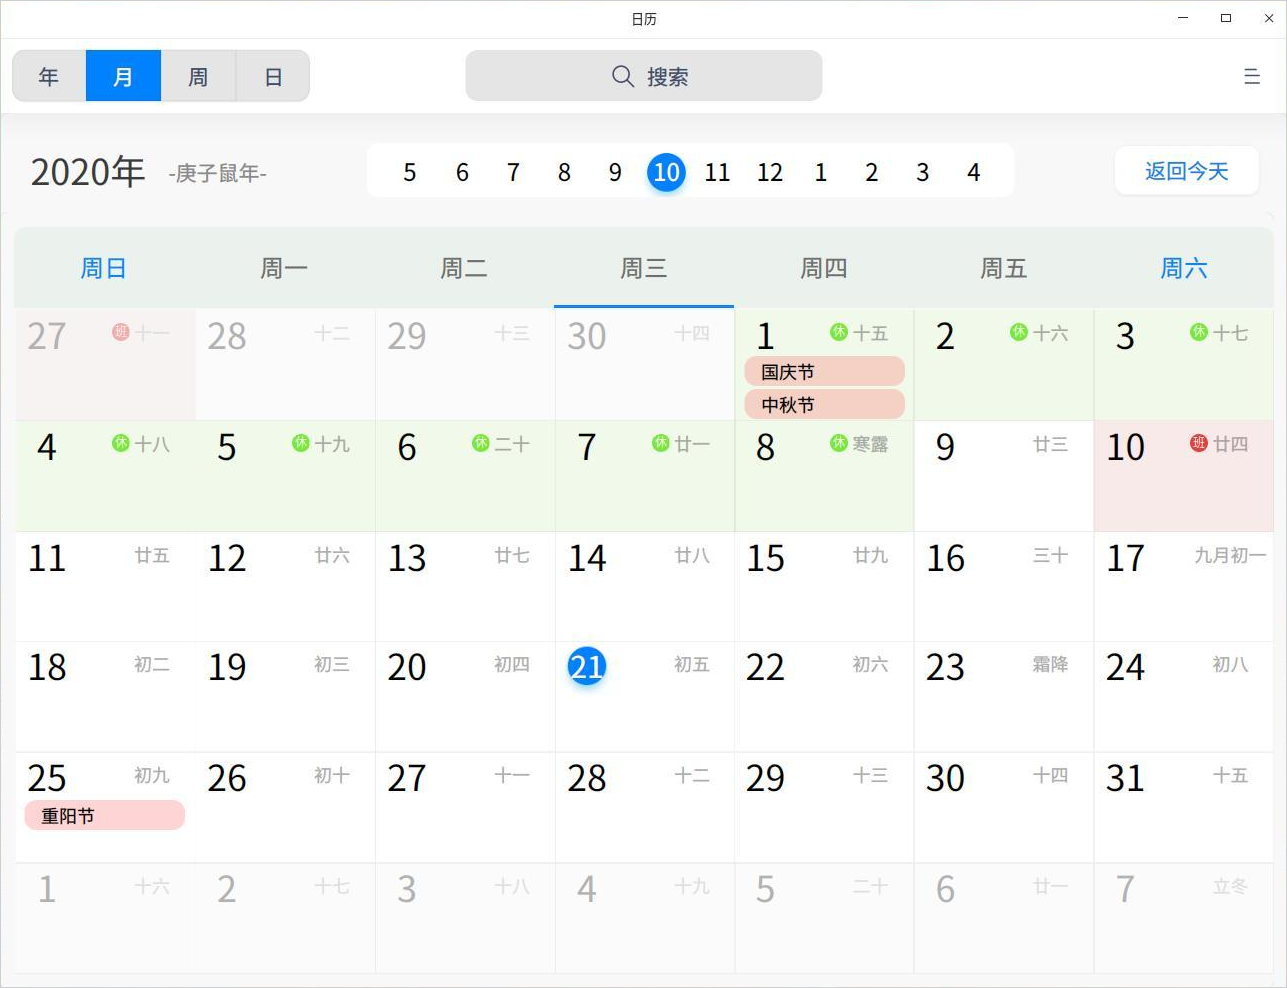 日历
年 月 周 日 搜索
2020年 -庚子鼠年- 5 6 7 8 9 10 11 12 1 2 3 4 返回今天
周日 周一 周二 周三 周四 周五 周六
27 班 十一 28 十二 29 十三 30 十四 1 休 十五 2 休 十六 3 休 十七
国庆节
中秋节
4 休 十八 5 休 十九 6 休 二十 7 休 廿一 8 休 寒露 9 廿三 10 班 廿四
11 廿五 12 廿六 13 廿七 14 廿八 15 廿九 16 三十 17 九月初一
18 初二 19 初三 20 初四 21 初五 22 初六 23 霜降 24 初八
25 初九 26 初十 27 十一 28 十二 29 十三 30 十四 31 十五
重阳节
1 十六 2 十七 3 十八 4 十九 5 二十 6 廿一 7 立冬